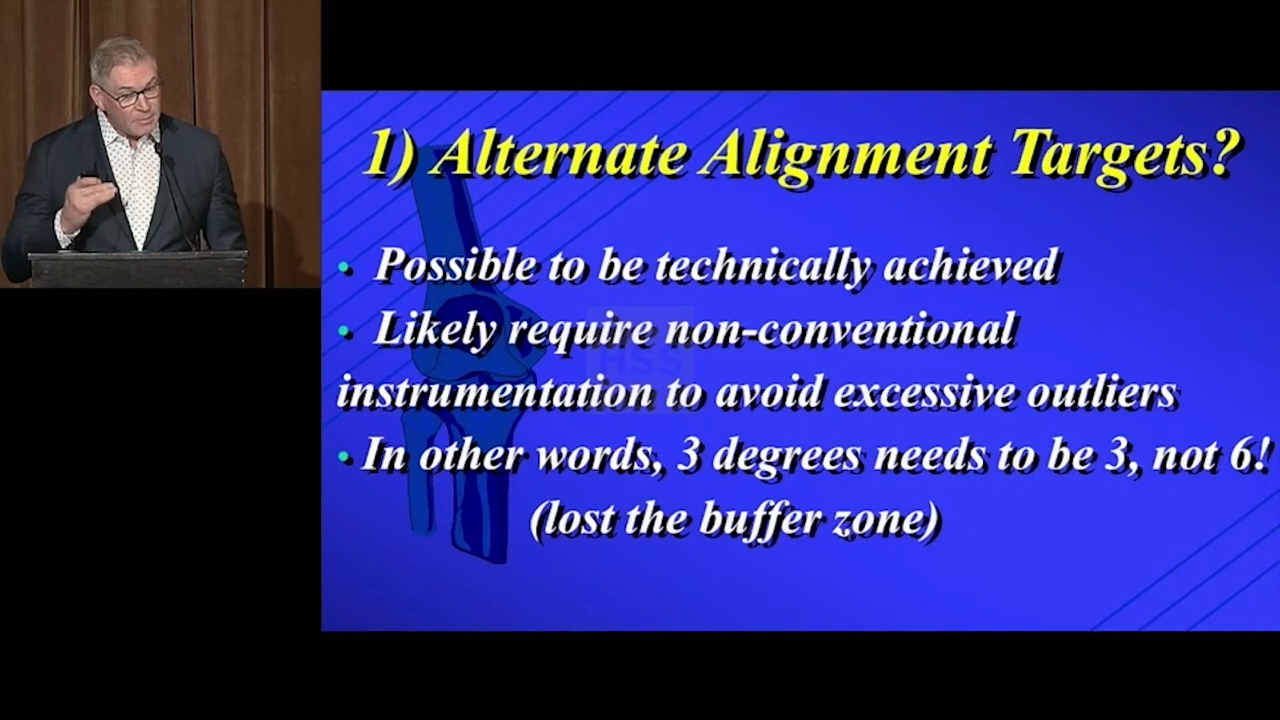 1) Alternate Alignment Targets?
• Possible to be technically achieved
• Likely require non-conventional
instrumentation to avoid excessive outliers
• In other words, 3 degrees needs to be 3, not 6!
(lost the buffer zone)
HSS